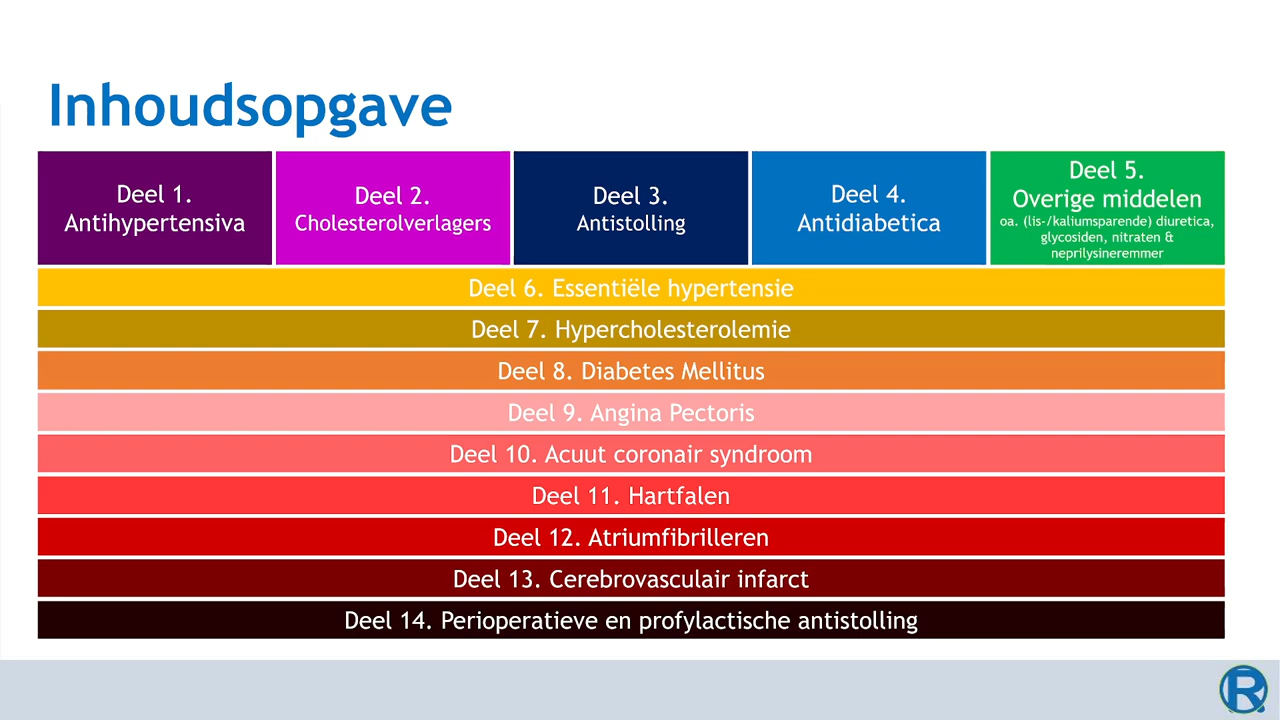 Inhoudsopgave
Deel 1.
Antihypertensiva
Deel 2.
Cholesterolverlagers
Deel 3.
Antistolling
Deel 4.
Antidiabetica
Deel 5.
Overige middelen
oa. (lis-/kaliumsparende) diuretica,
glycosiden, nitraten &
neprilysineremmer
Deel 6. Essentiële hypertensie
Deel 7. Hypercholesterolemie
Deel 8. Diabetes Mellitus
Deel 9. Angina Pectoris
Deel 10. Acuut coronair syndroom
Deel 11. Hartfalen
Deel 12. Atriumfibrilleren
Deel 13. Cerebrovasculair infarct
Deel 14. Perioperatieve en profylactische antistolling
R